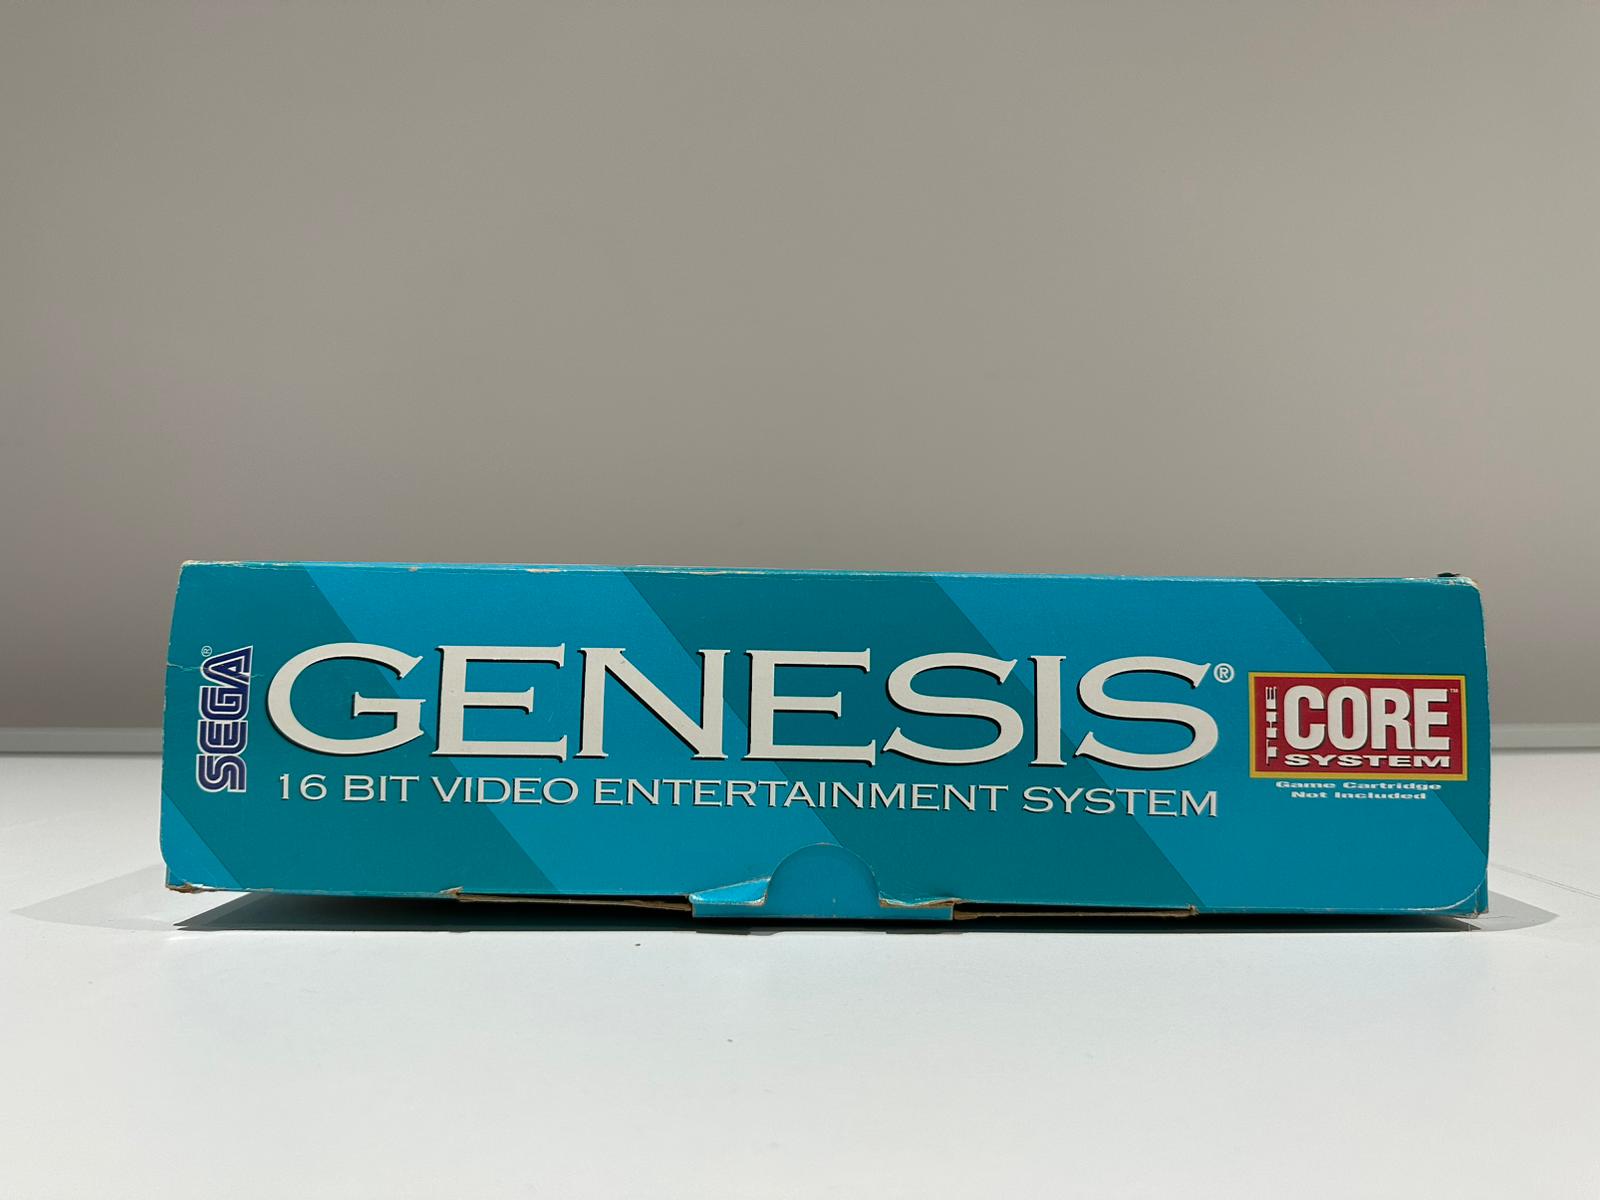 SEGA®
GENESIS®
16 BIT VIDEO ENTERTAINMENT SYSTEM
THE
CORE™
SYSTEM
Game Cartridge
Not Included